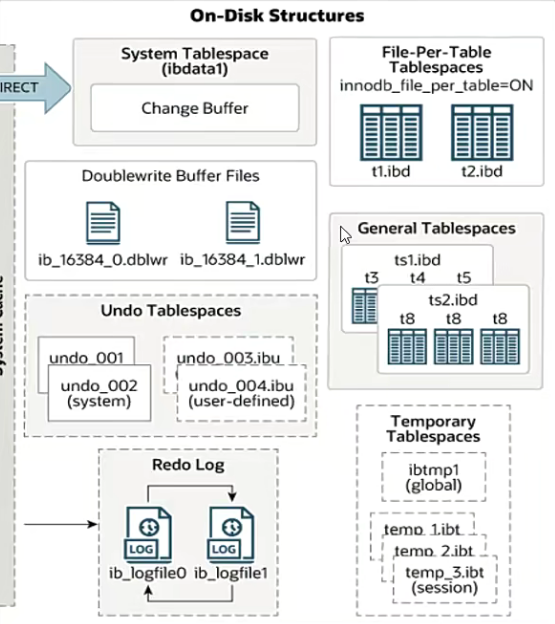 On-Disk Structures
IRECT
System Tablespace
(ibdata1)
Change Buffer
File-Per-Table
Tablespaces
innodb_file_per_table=ON
t1.ibd t2.ibd
Doublewrite Buffer Files
ib_16384_0.dblwr ib_16384_1.dblwr
General Tablespaces
ts1.ibd
t3 t4 t5
ts2.ibd
t8 t8 t8
Undo Tablespaces
undo_001
undo_002
(system)
undo_003.ibu
undo_004.ibu
(user-defined)
Temporary
Tablespaces
ibtmp1
(global)
temp_1.ibt
temp_2.ibt
temp_3.ibt
(session)
Redo Log
LOG LOG
ib_logfile0 ib_logfile1